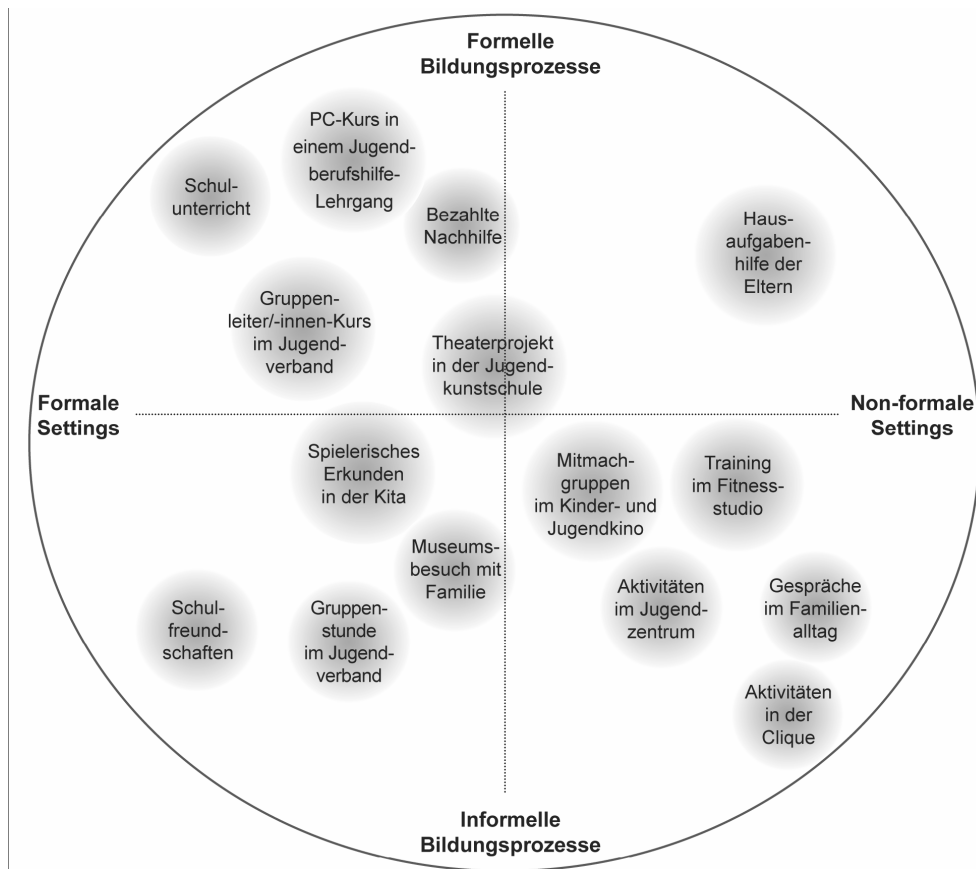 Formelle
Bildungsprozesse
PC-Kurs in
einem Jugend-
berufshilfe-
Lehrgang
Schul-
unterricht
Bezahlte
Nachhilfe
Haus-
aufgaben-
hilfe der
Eltern
Gruppen-
leiter/-innen-Kurs
im Jugend-
verband
Theaterprojekt
in der Jugend-
kunstschule
Formale
Settings
Non-formale
Settings
Spielerisches
Erkunden
in der Kita
Mitmach-
gruppen
im Kinder- und
Jugendkino
Training
im Fitness-
studio
Museums-
besuch mit
Familie
Schul-
freund-
schaften
Gruppen-
stunde
im Jugend-
verband
Aktivitäten
im Jugend-
zentrum
Gespräche
im Familien-
alltag
Aktivitäten
in der
Clique
Informelle
Bildungsprozesse